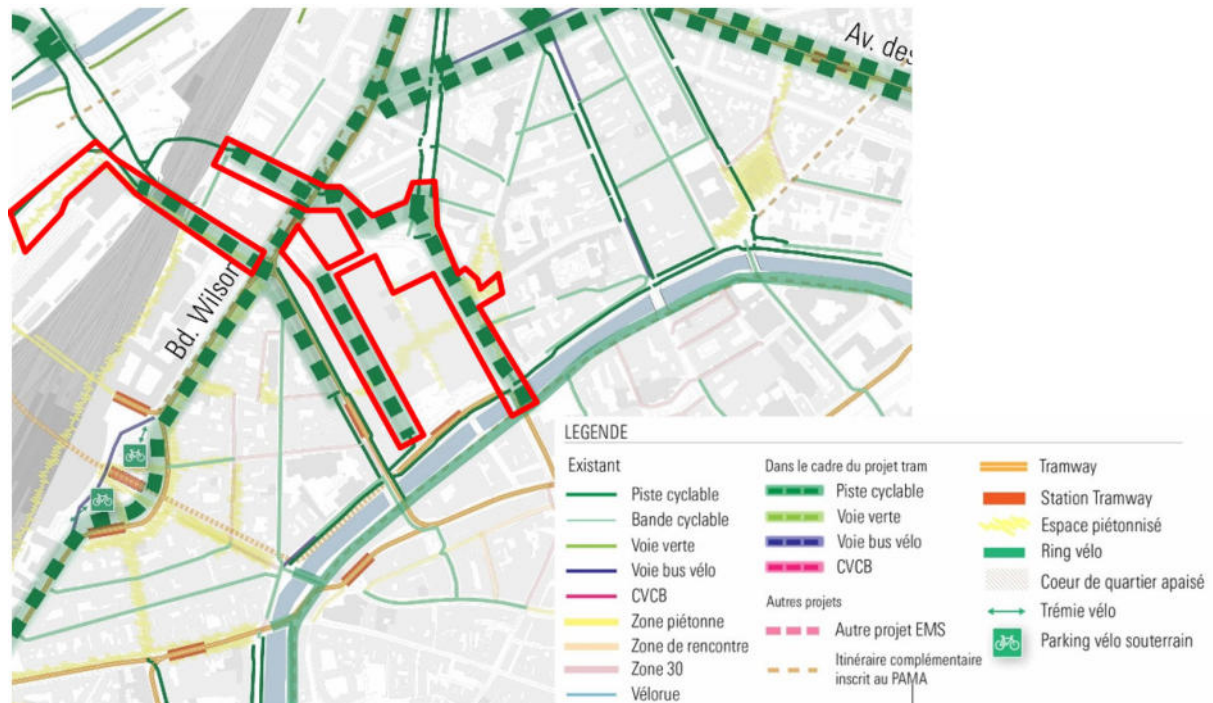 Av. des
Bd. Wilson
LEGENDE
Existant
Piste cyclable
Bande cyclable
Voie verte
Voie bus vélo
CVCB
Zone piétonne
Zone de rencontre
Zone 30
Vélorue
Dans le cadre du projet tram
Piste cyclable
Voie verte
Voie bus vélo
CVCB
Autres projets
Autre projet EMS
Itinéraire complémentaire
inscrit au PAMA
Tramway
Station Tramway
Espace piétonnisé
Ring vélo
Coeur de quartier apaisé
Trémie vélo
Parking vélo souterrain